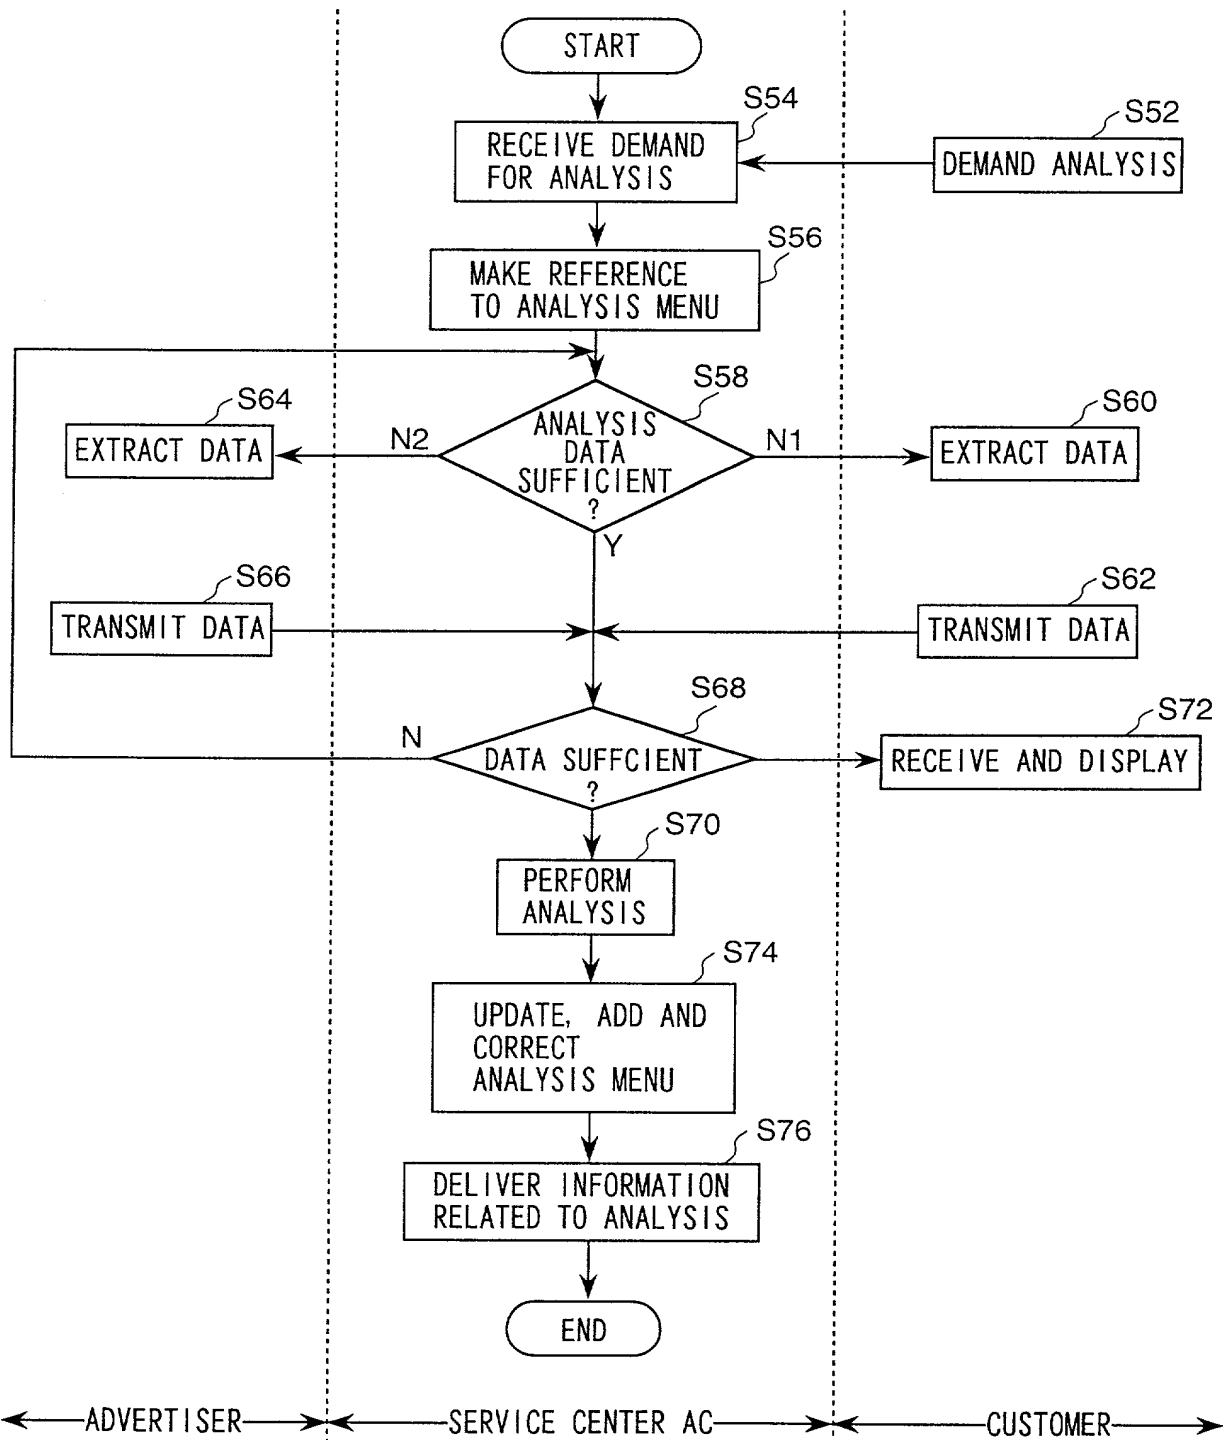 START
S54
RECEIVE DEMAND
FOR ANALYSIS
S52
DEMAND ANALYSIS
S56
MAKE REFERENCE
TO ANALYSIS MENU
S58
ANALYSIS
DATA
SUFFICIENT
?
N2
N1
Y
S64
EXTRACT DATA
S60
EXTRACT DATA
S66
TRANSMIT DATA
S62
TRANSMIT DATA
S68
DATA SUFFCIENT
?
N
S72
RECEIVE AND DISPLAY
S70
PERFORM
ANALYSIS
S74
UPDATE, ADD AND
CORRECT
ANALYSIS MENU
S76
DELIVER INFORMATION
RELATED TO ANALYSIS
END
ADVERTISER
SERVICE CENTER AC
CUSTOMER